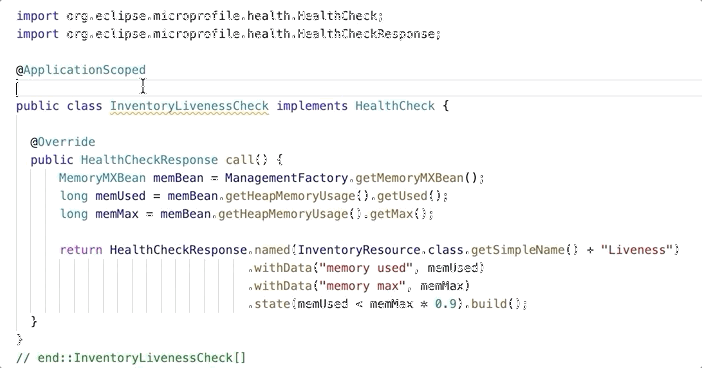 import org.eclipse.microprofile.health.HealthCheck;
import org.eclipse.microprofile.health.HealthCheckResponse;
@ApplicationScoped
public class InventoryLivenessCheck implements HealthCheck {
@Override
public HealthCheckResponse call() {
MemoryMXBean memBean = ManagementFactory.getMemoryMXBean();
long memUsed = memBean.getHeapMemoryUsage().getUsed();
long memMax = memBean.getHeapMemoryUsage().getMax();
return HealthCheckResponse.named(InventoryResource.class.getSimpleName() + "Liveness")
.withData("memory used", memUsed)
.withData("memory max", memMax)
.state(memUsed < memMax * 0.9).build();
}
}
// end::InventoryLivenessCheck[]